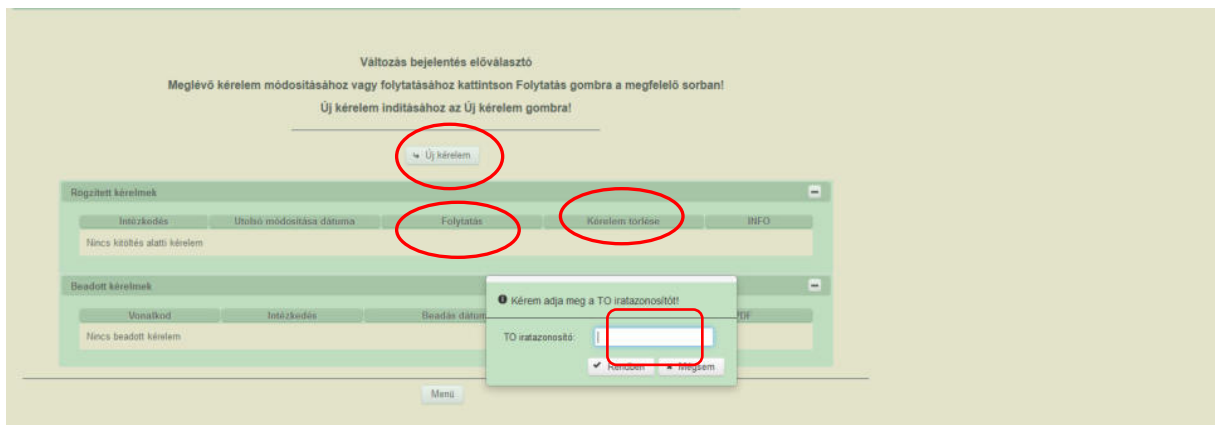 Változás bejelentés előválasztó
Meglévő kérelem módosításához vagy folytatásához kattintson Folytatás gombra a megfelelő sorban!
Új kérelem indításához az Új kérelem gombra!
Új kérelem
Rögzített kérelmek
Intézkedés Utolsó módosítása dátuma Folytatás Kérelem törlése INFO
Nincs kitöltés alatti kérelem
Beadott kérelmek
Vonalkod Intézkedés Beadás dátum PDF
Nincs beadott kérelem
Kérem adja meg a TO iratazonosítót!
TO iratazonosító:
Rendben Mégsem
Menü